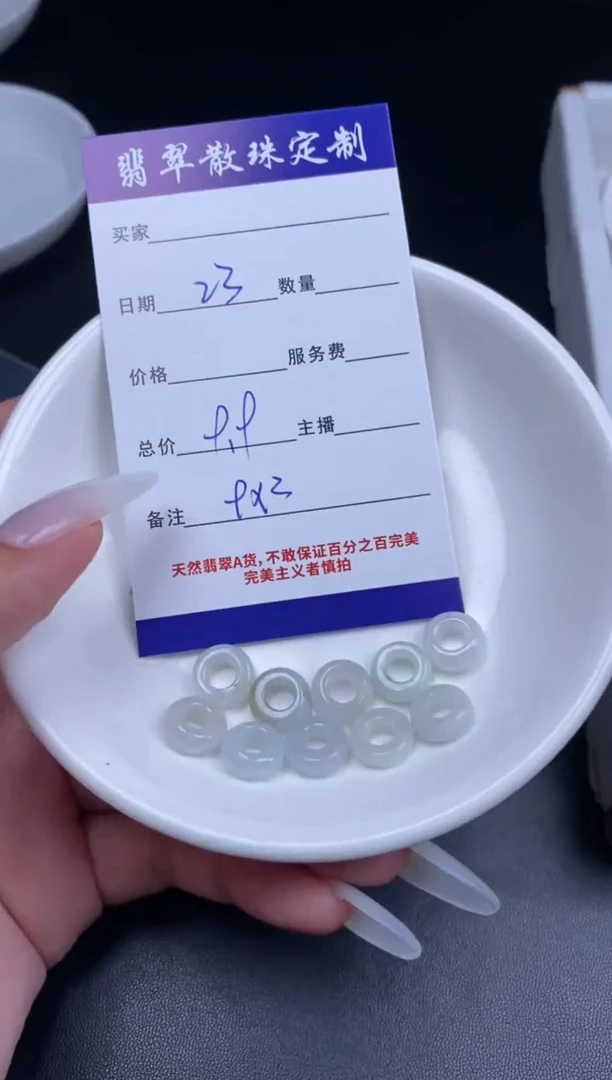 翡翠散珠定制
买家
日期 23 数量
价格 服务费
总价 主播
备注
天然翡翠A货,不敢保证百分之百完美
完美主义者慎拍